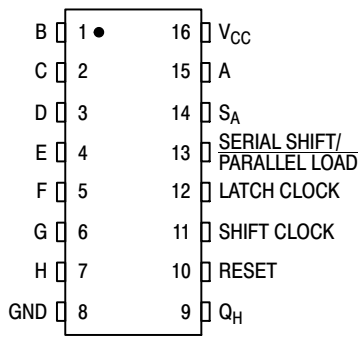 B 1 16 VCC
C 2 15 A
D 3 14 SA
E 4 13 SERIAL SHIFT/
PARALLEL LOAD
F 5 12 LATCH CLOCK
G 6 11 SHIFT CLOCK
H 7 10 RESET
GND 8 9 QH